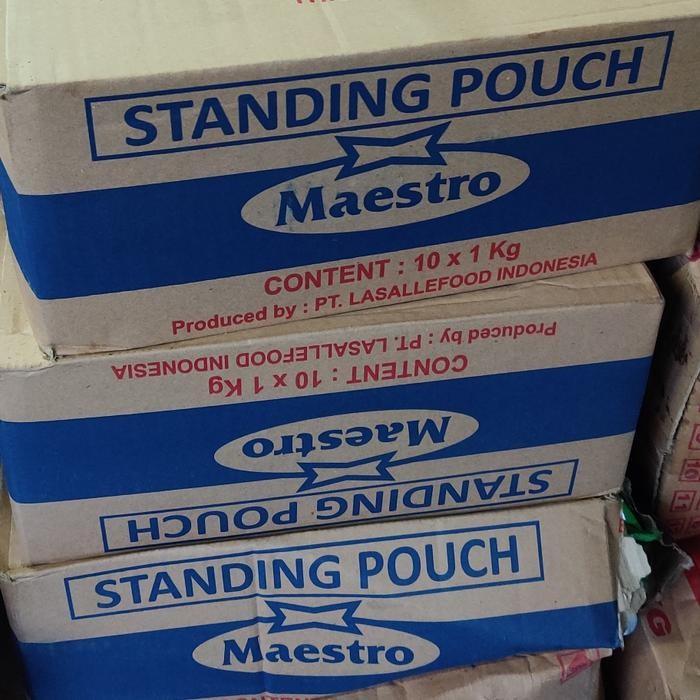 STANDING POUCH
Maestro
CONTENT : 10 x 1 Kg
Produced by : PT. LASALLEFOOD INDONESIA
Produced by : PT. LASALLEFOOD INDONESIA
CONTENT : 10 x 1 Kg
Maestro
STANDING POUCH
STANDING POUCH
Maestro